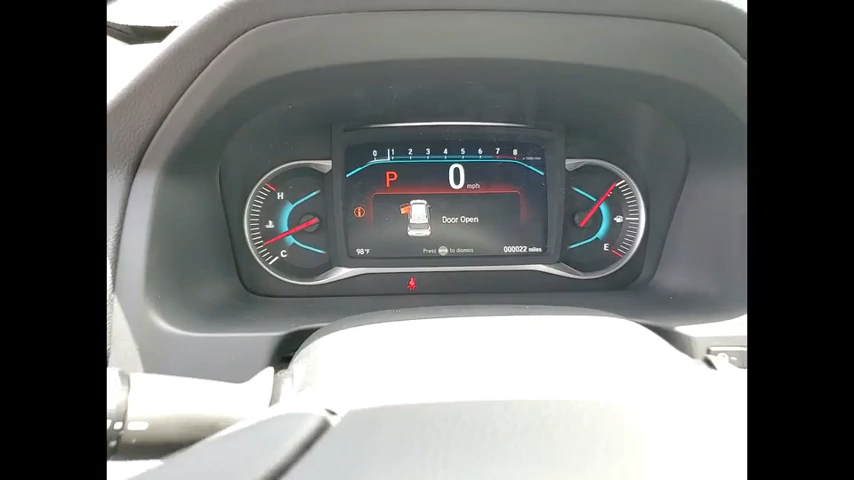 0 1 2 3 4 5 6 7 8
P 0 mph
H
Door Open
C
E
98°F Press to dismiss 000022 miles